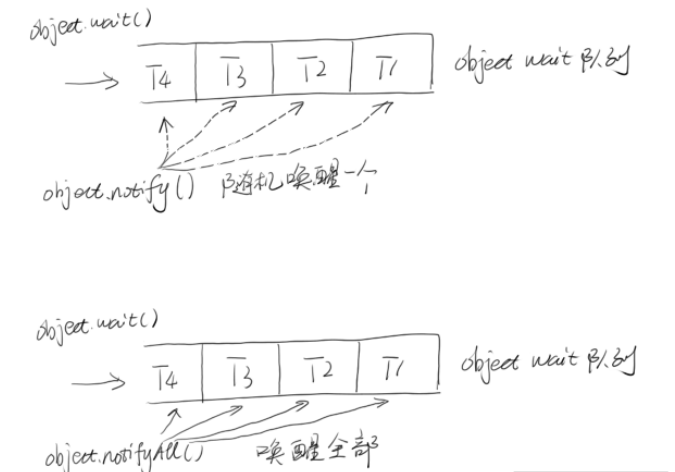 object.wait()
T4 T3 T2 T1 object wait 队列
object.notify() 随机唤醒一个
object.wait()
T4 T3 T2 T1 object wait 队列
object.notifyAll() 唤醒全部